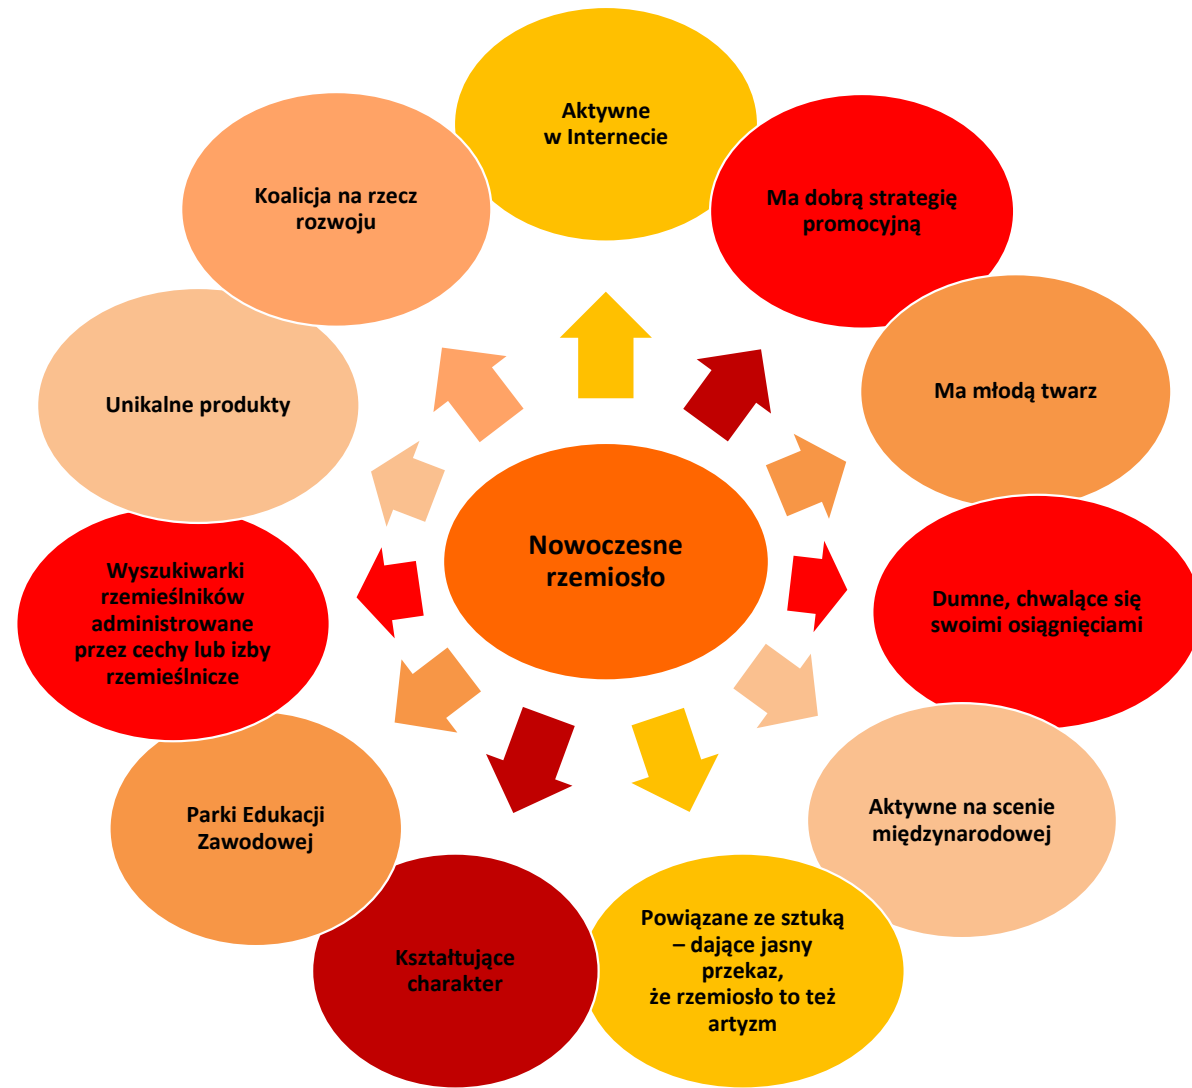 Aktywne
w Internecie
Ma dobrą strategię
promocyjną
Ma młodą twarz
Dumne, chwalące się
swoimi osiągnięciami
Aktywne na scenie
międzynarodowej
Powiązane ze sztuką
– dające jasny
przekaz,
że rzemiosło to też
artyzm
Kształtujące
charakter
Parki Edukacji
Zawodowej
Wyszukiwarki
rzemieślników
administrowane
przez cechy lub izby
rzemieślnicze
Unikalne produkty
Koalicja na rzecz
rozwoju
Nowoczesne
rzemiosło